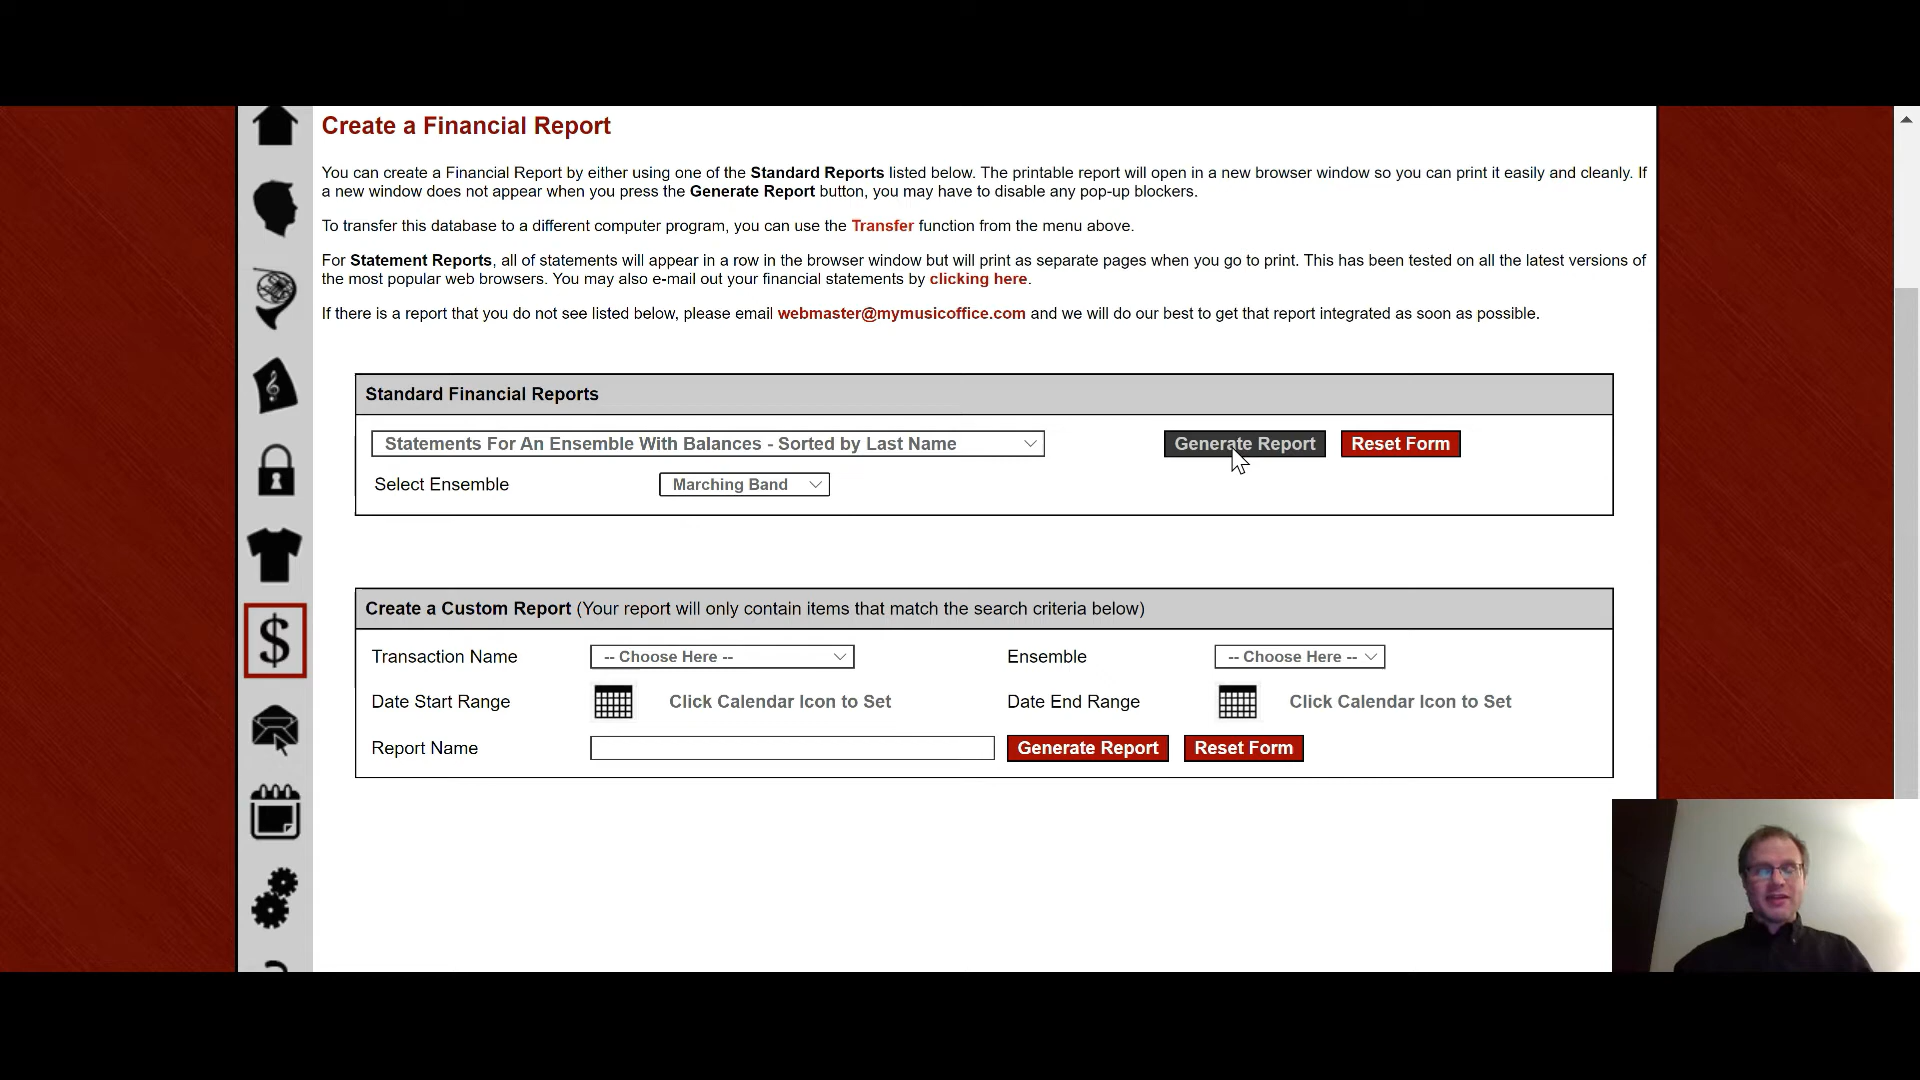 Create a Financial Report
You can create a Financial Report by either using one of the Standard Reports listed below. The printable report will open in a new browser window so you can print it easily and cleanly. If
a new window does not appear when you press the Generate Report button, you may have to disable any pop-up blockers.
To transfer this database to a different computer program, you can use the Transfer function from the menu above.
For Statement Reports, all of statements will appear in a row in the browser window but will print as separate pages when you go to print. This has been tested on all the latest versions of
the most popular web browsers. You may also e-mail out your financial statements by clicking here.
If there is a report that you do not see listed below, please email webmaster@mymusicoffice.com and we will do our best to get that report integrated as soon as possible.
Standard Financial Reports
Statements For An Ensemble With Balances - Sorted by Last Name Generate Report Reset Form
Select Ensemble Marching Band
Create a Custom Report (Your report will only contain items that match the search criteria below)
Transaction Name -- Choose Here -- Ensemble -- Choose Here --
Date Start Range Click Calendar Icon to Set Date End Range Click Calendar Icon to Set
Report Name Generate Report Reset Form